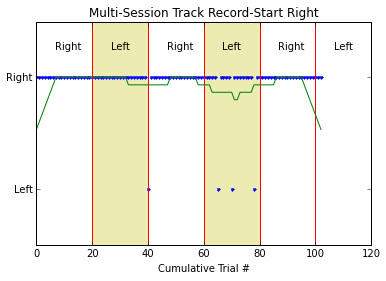 Multi-Session Track Record-Start Right
Right Left Right Left Right Left
Right
Left
0 20 40 60 80 100 120
Cumulative Trial #